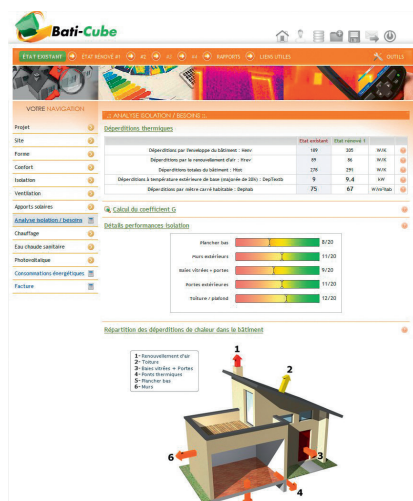 Bati-Cube
ÉTAT EXISTANT ÉTAT RÉNOVÉ #1 #2 #3 #4 RAPPORTS LIENS UTILES OUTILS
VOTRE NAVIGATION
Projet
Site
Forme
Confort
Isolation
Ventilation
Apports solaires
Analyse isolation / besoins
Chauffage
Eau chaude sanitaire
Photovoltaïque
Consommations énergétiques
Facture
.: ANALYSE ISOLATION / BESOINS :.
Déperditions thermiques
Etat existant Etat rénové 1
Déperditions par l'enveloppe du bâtiment : Henv 189 205 W/K
Déperditions par le renouvellement d'air : Hrev 89 86 W/K
Déperditions totales du bâtiment : Htot 278 291 W/K
Déperditions à température extérieure de base (majorée de 20%) : DepTextb 9 9.4 kW
Déperditions par mètre carré habitable : Dephab 75 67 W/m²hab
Calcul du coefficient G
Détails performances isolation
Plancher bas 8/20
Murs extérieurs 11/20
Baies vitrées + portes 9/20
Portes extérieures 11/20
Toiture / plafond 12/20
Répartition des déperditions de chaleur dans le bâtiment
1- Renouvellement d'air
2- Toiture
3- Baies vitrées + Portes
4- Ponts thermiques
5- Plancher bas
6- Murs
1
2
6
3
4